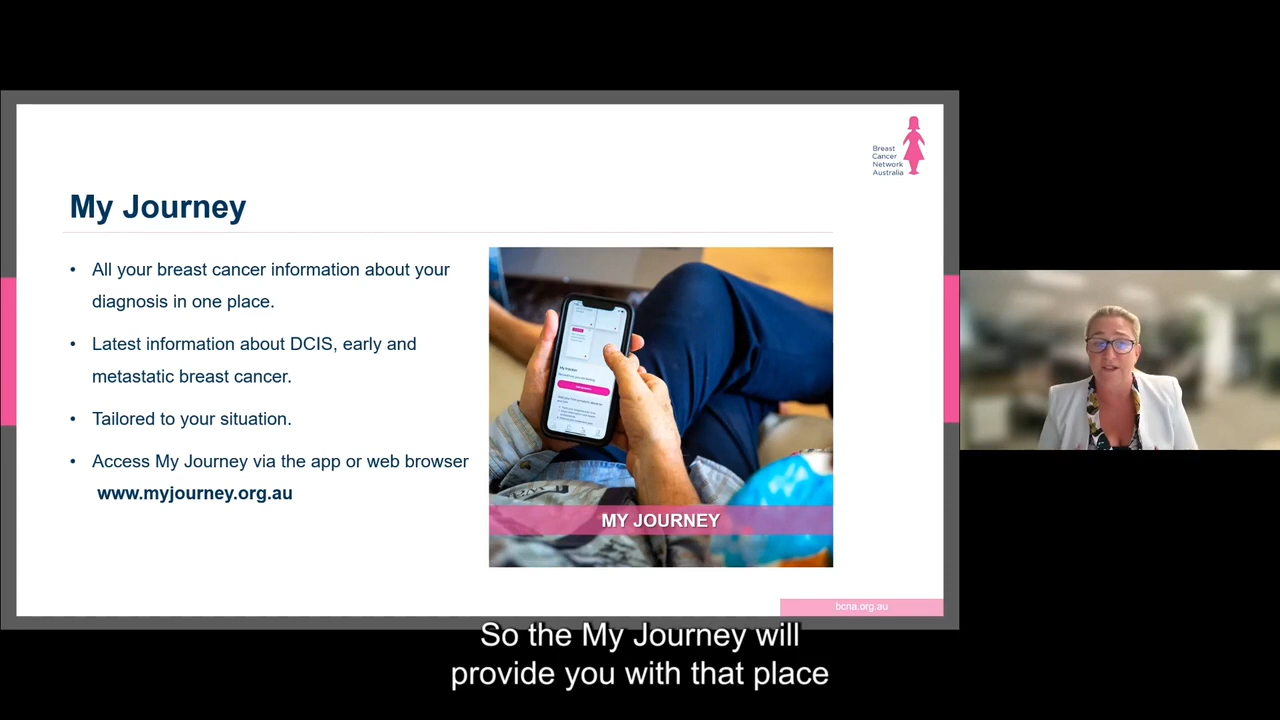 Breast
Cancer
Network
Australia
My Journey
• All your breast cancer information about your
diagnosis in one place.
• Latest information about DCIS, early and
metastatic breast cancer.
• Tailored to your situation.
• Access My Journey via the app or web browser
www.myjourney.org.au
MY JOURNEY
bcna.org.au
So the My Journey will
provide you with that place